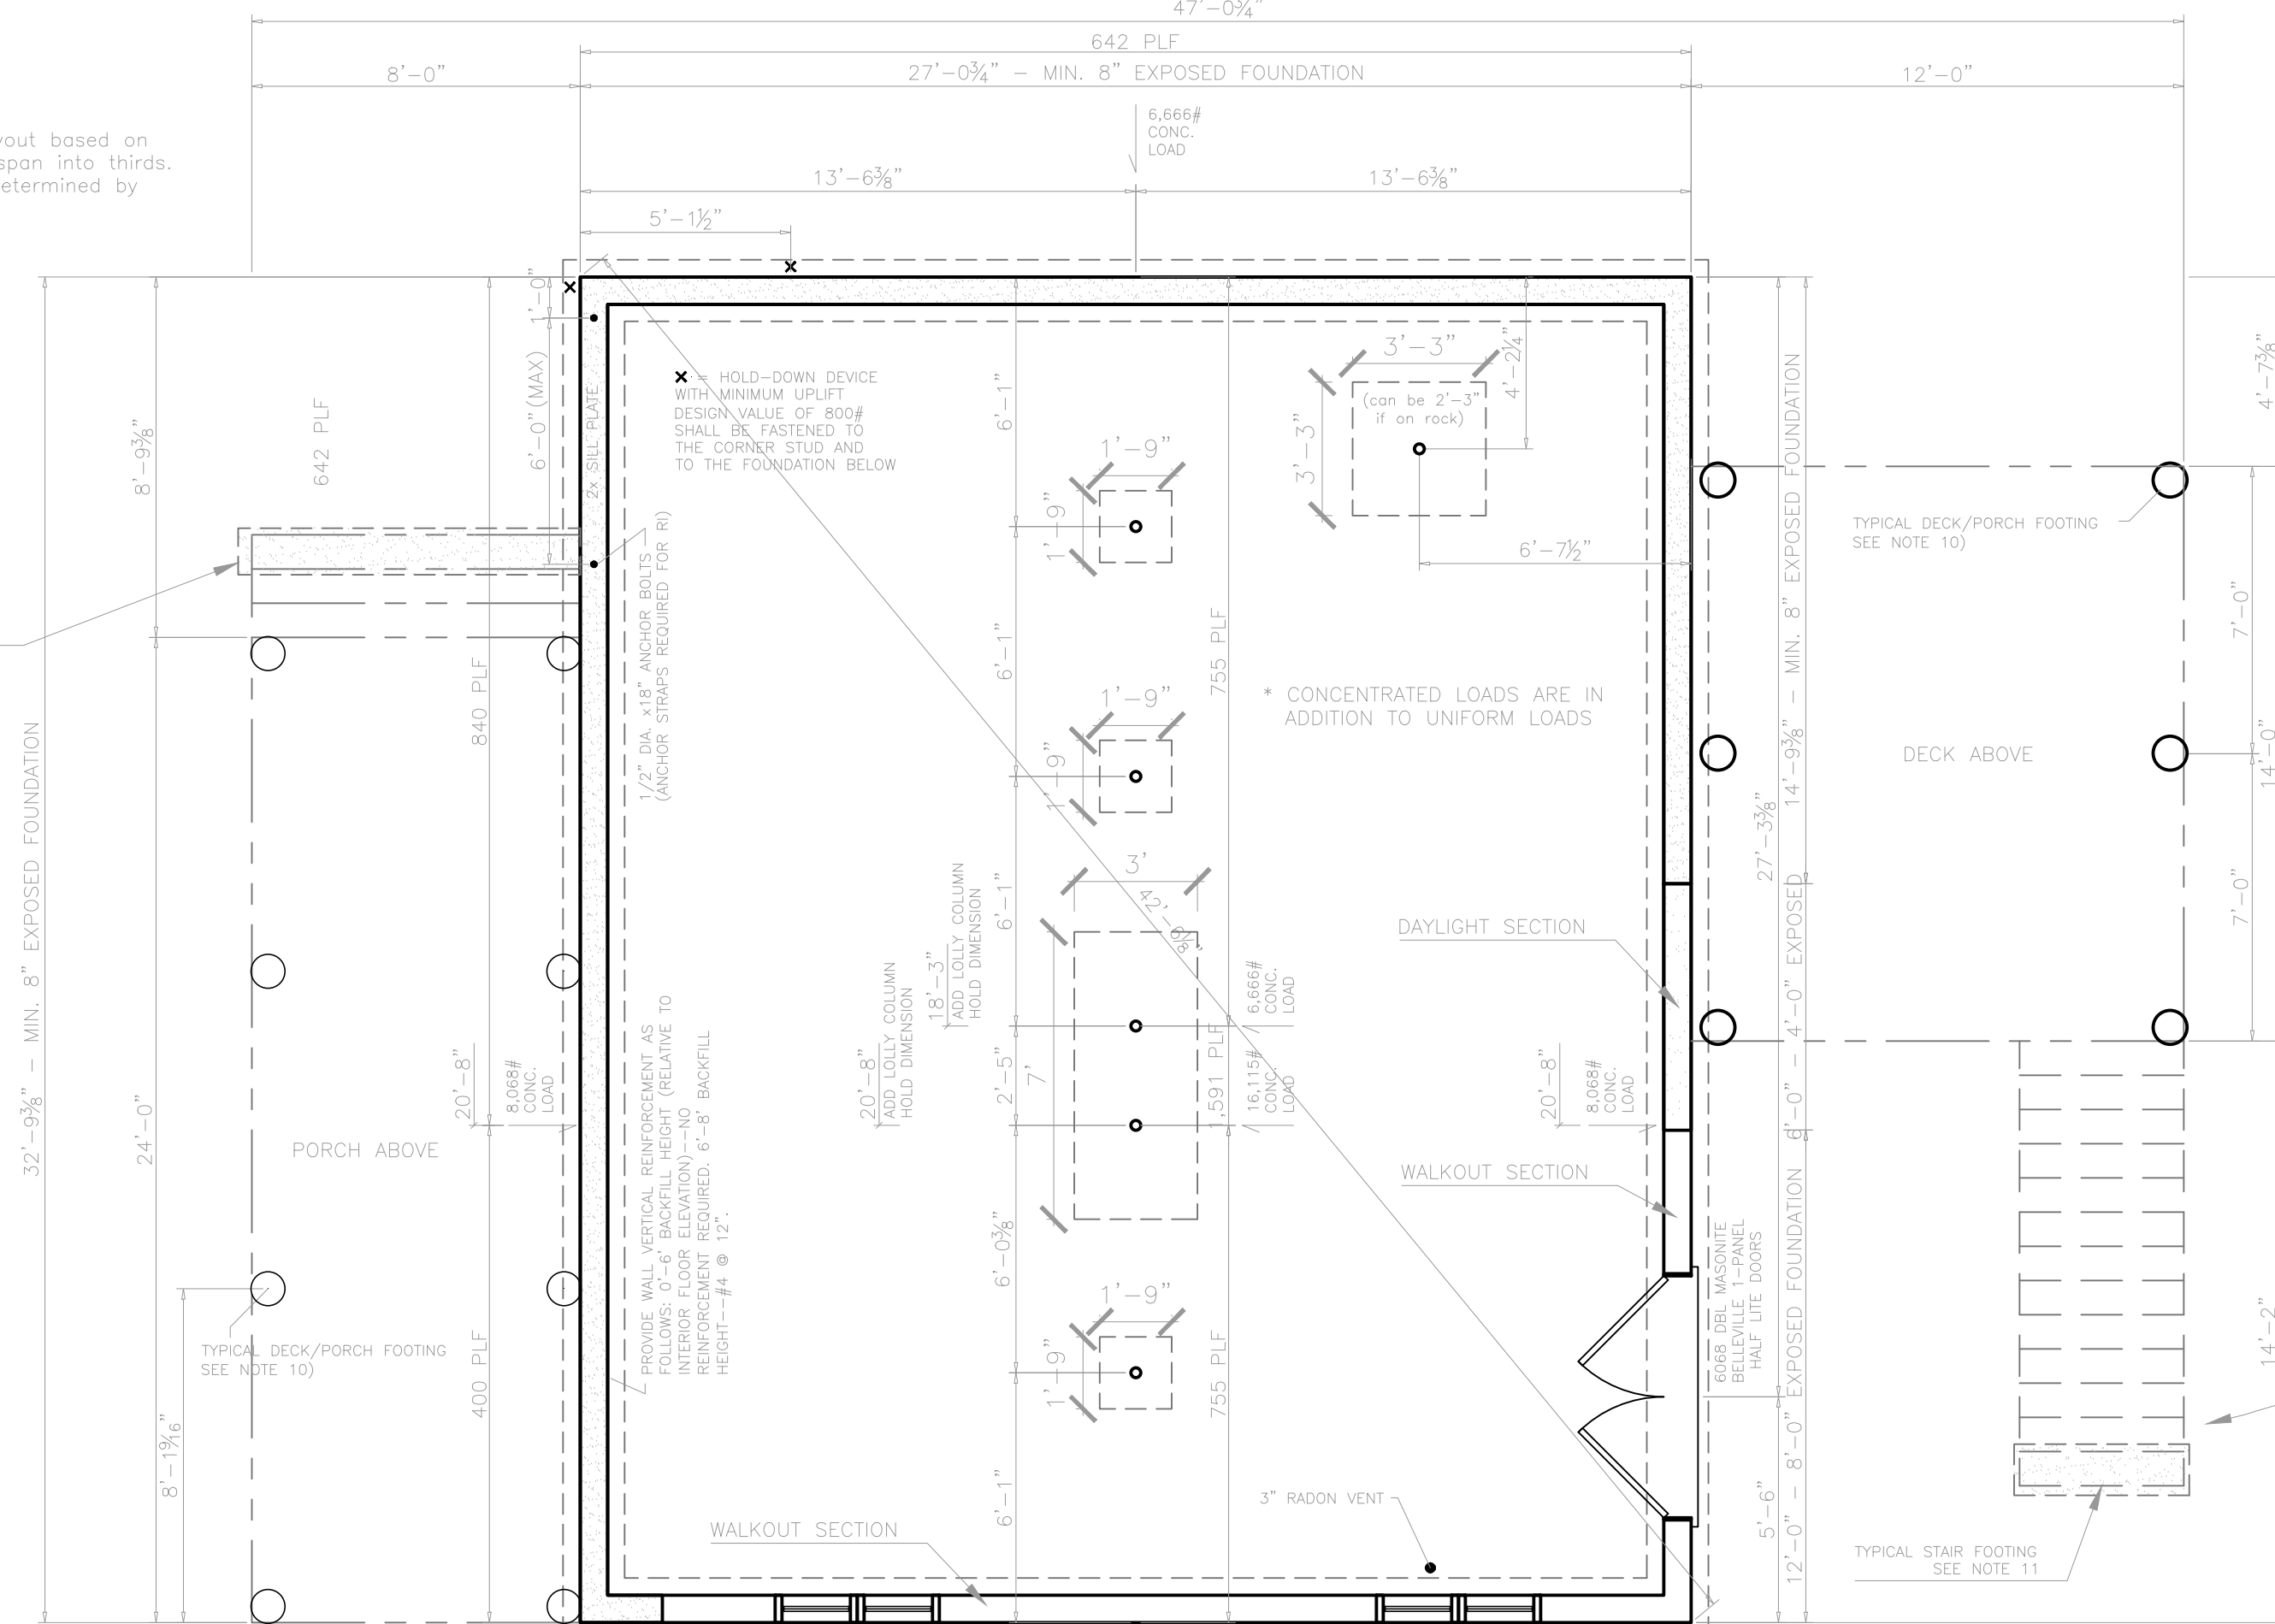 47'-0¾"
642 PLF
8'-0"
27'-0¾" - MIN. 8" EXPOSED FOUNDATION
12'-0"
6,666#
CONC.
LOAD
based on
span into thirds.
13'-6⅜"
13'-6⅜"
5'-1½"
1'-0"
6'-0" (MAX)
2x SILL PLATE
8'-9⅜"
642 PLF
840 PLF
✕ = HOLD-DOWN DEVICE
WITH MINIMUM UPLIFT
DESIGN VALUE OF 800#
SHALL BE FASTENED TO
THE CORNER STUD AND
TO THE FOUNDATION BELOW
1/2" DIA. x18" ANCHOR BOLTS
(ANCHOR STRAPS REQUIRED FOR RI)
6'-1"
1'-9"
1'-9"
6'-1"
1'-9"
1'-9"
6'-1"
755 PLF
3'-3"
3'-3"
(can be 2'-3"
if on rock)
4'-2¼"
6'-7½"
* CONCENTRATED LOADS ARE IN
ADDITION TO UNIFORM LOADS
14'-9⅜" - MIN. 8" EXPOSED FOUNDATION
27'-3⅜"
TYPICAL DECK/PORCH FOOTING
SEE NOTE 10)
DECK ABOVE
4'-7⅜"
7'-0"
14'-0"
7'-0"
32'-9⅜" - MIN. 8" EXPOSED FOUNDATION
24'-0"
PORCH ABOVE
20'-8"
8,068#
CONC.
LOAD
400 PLF
8'-1 9⁄16"
TYPICAL DECK/PORCH FOOTING
SEE NOTE 10)
PROVIDE WALL VERTICAL REINFORCEMENT AS
FOLLOWS: 0'-6' BACKFILL HEIGHT (RELATIVE TO
INTERIOR FLOOR ELEVATION)--NO
REINFORCEMENT REQUIRED. 6'-8' BACKFILL
HEIGHT--#4 @ 12".
20'-8"
ADD LOLLY COLUMN
HOLD DIMENSION
18'-3"
ADD LOLLY COLUMN
HOLD DIMENSION
3'
7'
42'-6⅞"
2'-5"
6,666#
CONC.
LOAD
1,591 PLF
16,115#
CONC.
LOAD
DAYLIGHT SECTION
20'-8"
8,068#
CONC.
LOAD
WALKOUT SECTION
6'-0" - 4'-0" EXPOSED
6'-0⅜"
1'-9"
1'-9"
6'-1"
755 PLF
6068 DBL MASONITE
BELLEVILLE 1-PANEL
HALF LITE DOORS
12'-0" - 8'-0" EXPOSED FOUNDATION
5'-6"
3" RADON VENT
WALKOUT SECTION
14'-2"
TYPICAL STAIR FOOTING
SEE NOTE 11